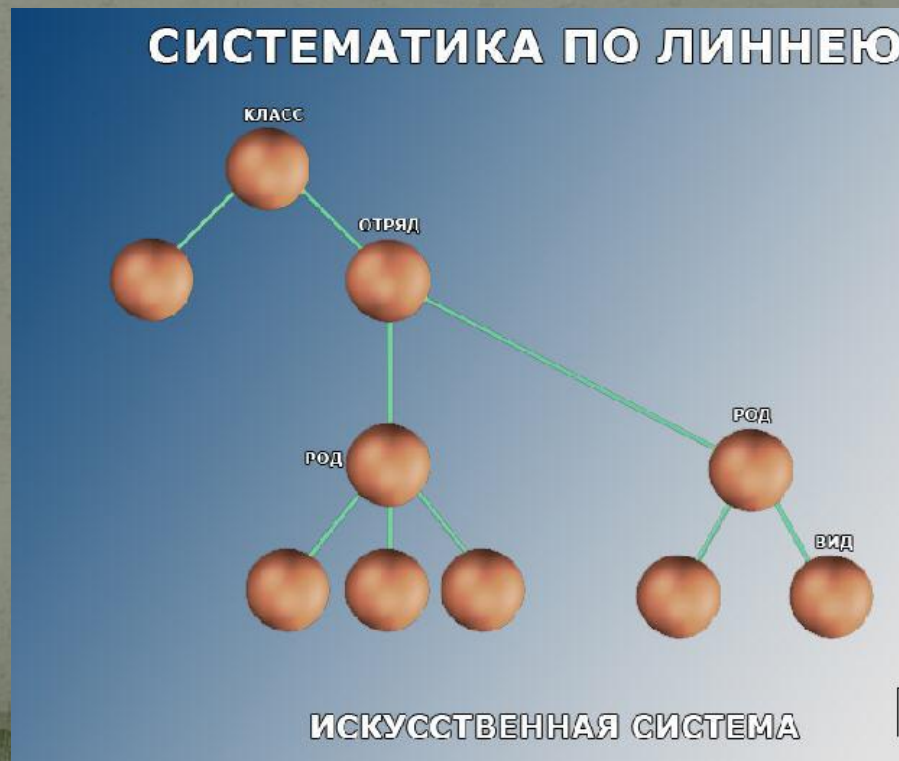 СИСТЕМАТИКА ПО ЛИННЕЮ
КЛАСС
ОТРЯД
РОД
РОД
ВИД
ИСКУССТВЕННАЯ СИСТЕМА